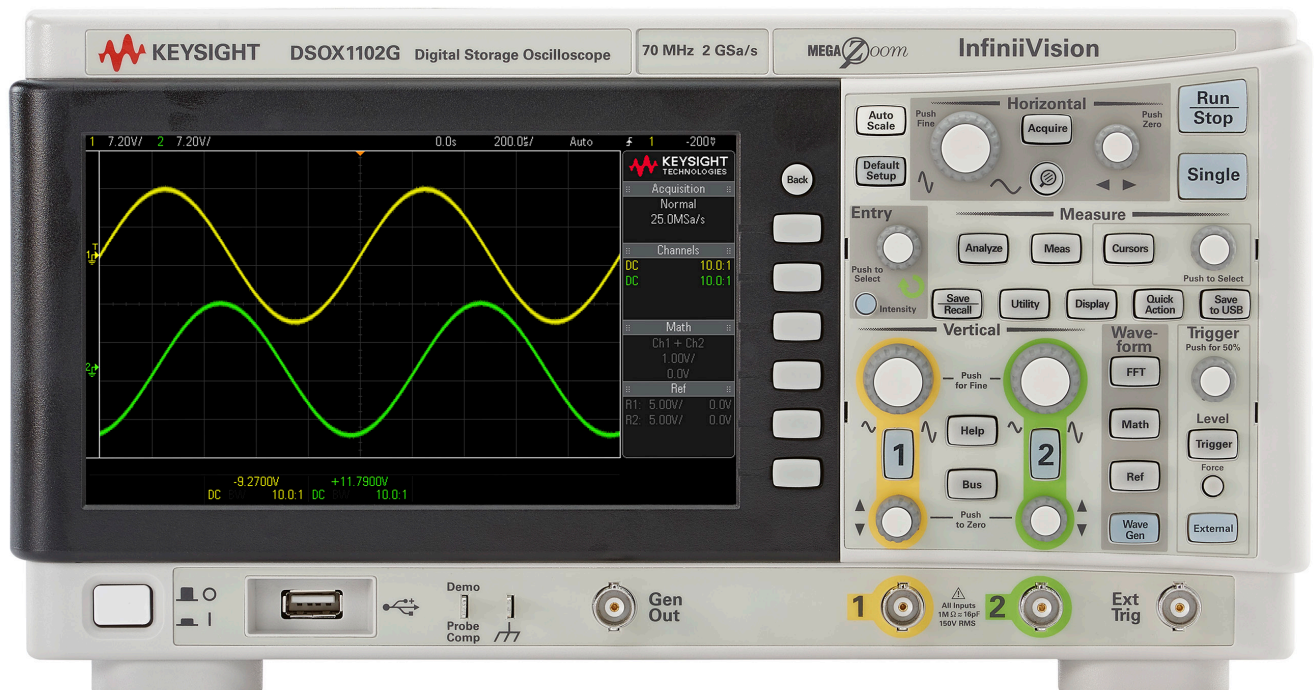 KEYSIGHT DSOX1102G Digital Storage Oscilloscope 70 MHz 2 GSa/s MEGA Zoom InfiniiVision
1 7.20V/ 2 7.20V/ 0.0s 200.0µs/ Auto 1
KEYSIGHT
TECHNOLOGIES
Acquisition
Normal
25.0MSa/s
Channels
DC 10.0:1
DC 10.0:1
Math
Ch1 + Ch2
1.00V/
0.0V
Ref
R1: 5.00V/ 0.0V
R2: 5.00V/ 0.0V
T
1
2
-9.2700V +11.7900V
DC BW 10.0:1 DC BW 10.0:1
Back
Auto
Scale
Default
Setup
Horizontal
Push
Fine
Acquire
Push
Zero
Run
Stop
Single
Entry
Push to
Select
Intensity
Measure
Analyze
Meas
Cursors
Push to Select
Save
Recall
Utility
Display
Quick
Action
Save
to USB
Vertical
Push
for Fine
1
Help
2
Bus
Push
to Zero
Wave-
form
FFT
Math
Ref
Wave
Gen
Trigger
Push for 50%
Level
Trigger
Force
External
Demo
Probe
Comp
Gen
Out
1
All Inputs
1MΩ ≅ 16pF
150V RMS
2
Ext
Trig